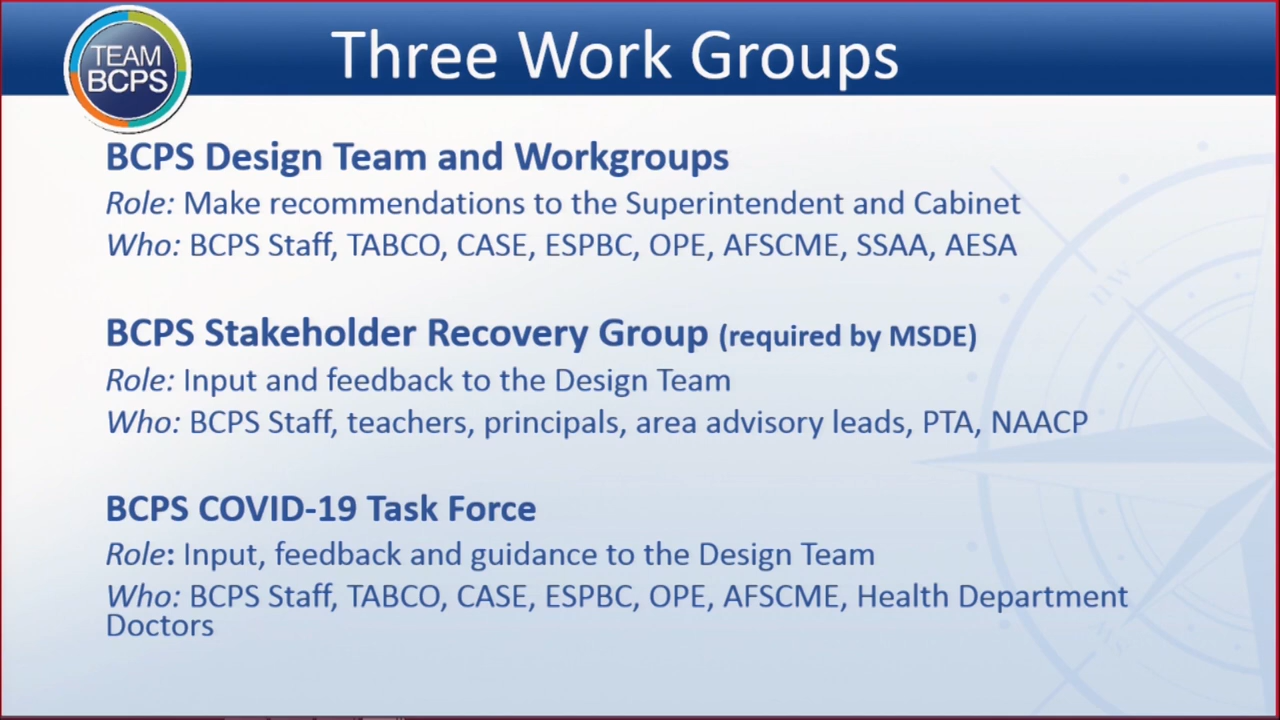 TEAM
BCPS
Three Work Groups
BCPS Design Team and Workgroups
Role: Make recommendations to the Superintendent and Cabinet
Who: BCPS Staff, TABCO, CASE, ESPBC, OPE, AFSCME, SSAA, AESA
BCPS Stakeholder Recovery Group (required by MSDE)
Role: Input and feedback to the Design Team
Who: BCPS Staff, teachers, principals, area advisory leads, PTA, NAACP
BCPS COVID-19 Task Force
Role: Input, feedback and guidance to the Design Team
Who: BCPS Staff, TABCO, CASE, ESPBC, OPE, AFSCME, Health Department
Doctors